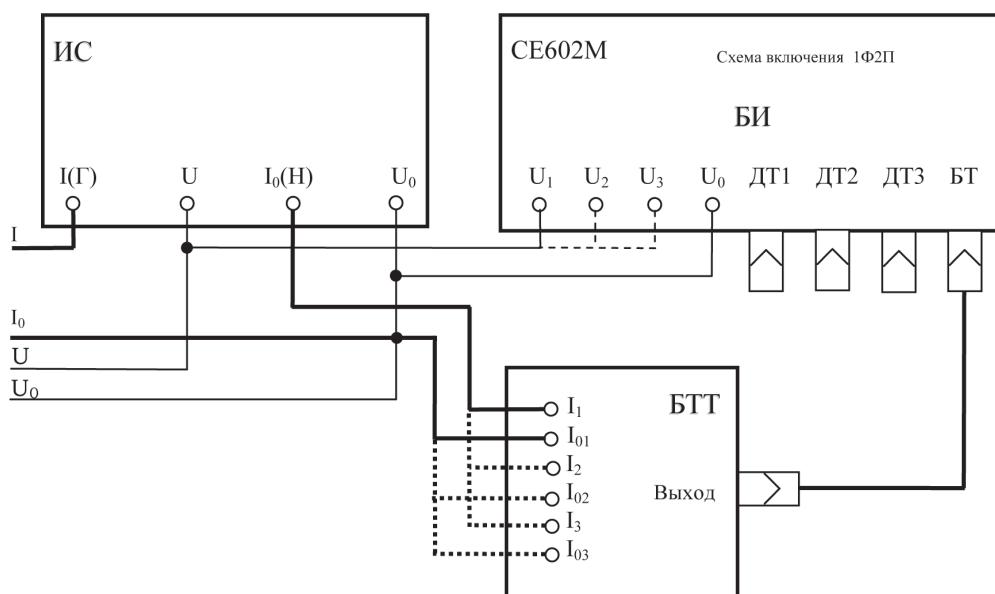 ИС
СЕ602М
Схема включения 1Ф2П
БИ
I(Г)
U
I₀(Н)
U₀
U₁
U₂
U₃
U₀
ДТ1
ДТ2
ДТ3
БТ
I
I₀
U
U₀
БТТ
I₁
I₀₁
I₂
I₀₂
I₃
I₀₃
Выход